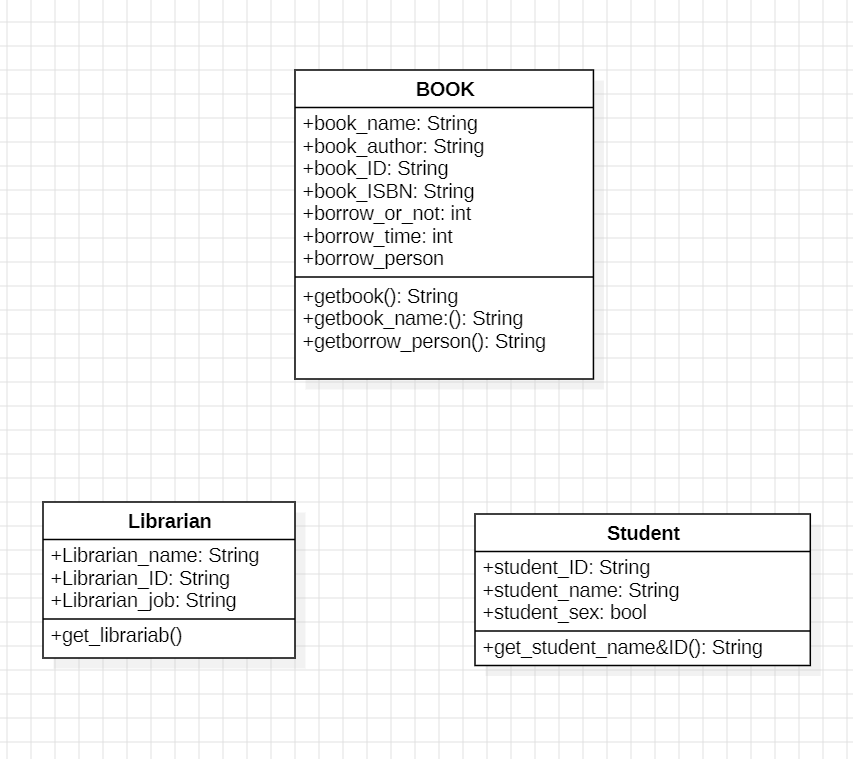 BOOK
+book_name: String
+book_author: String
+book_ID: String
+book_ISBN: String
+borrow_or_not: int
+borrow_time: int
+borrow_person
+getbook(): String
+getbook_name:(): String
+getborrow_person(): String
Librarian
+Librarian_name: String
+Librarian_ID: String
+Librarian_job: String
+get_librariab()
Student
+student_ID: String
+student_name: String
+student_sex: bool
+get_student_name&ID(): String